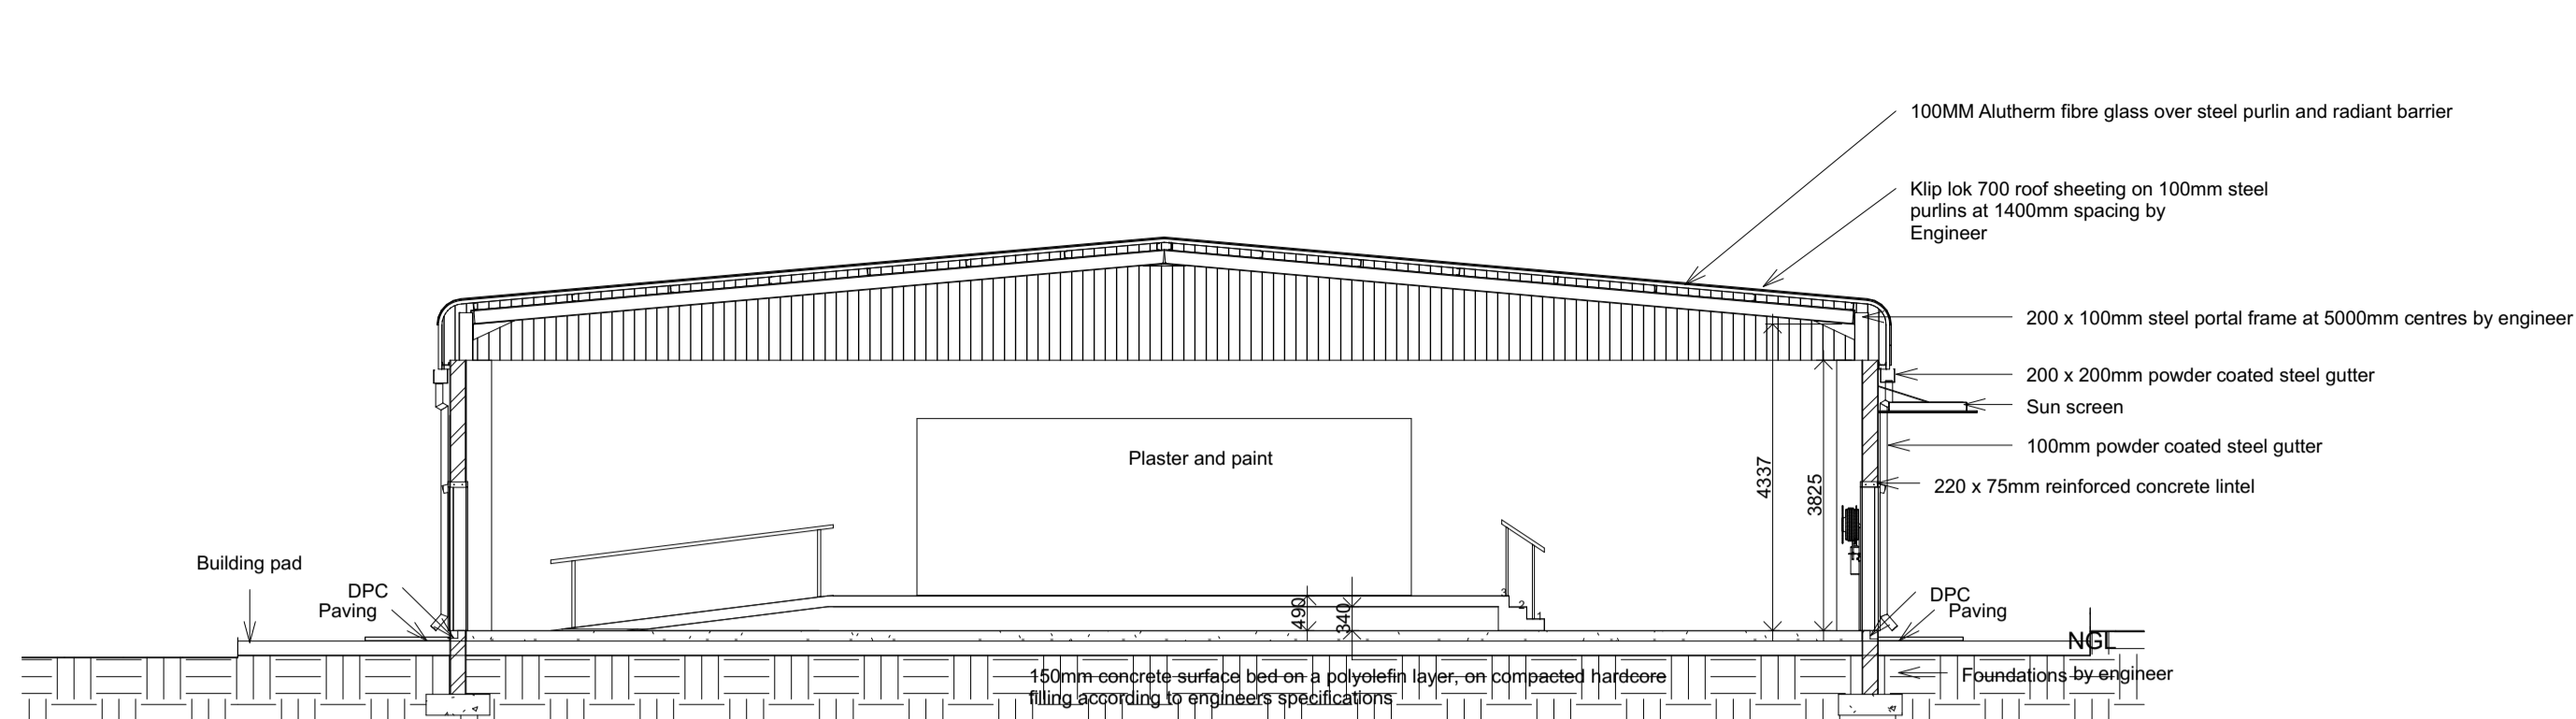 100MM Alutherm fibre glass over steel purlin and radiant barrier
Klip lok 700 roof sheeting on 100mm steel
purlins at 1400mm spacing by
Engineer
200 x 100mm steel portal frame at 5000mm centres by engineer
200 x 200mm powder coated steel gutter
Sun screen
100mm powder coated steel gutter
220 x 75mm reinforced concrete lintel
Plaster and paint
4337
3825
Building pad
DPC
Paving
490
340
3
2
1
DPC
Paving
NGL
Foundations by engineer
150mm concrete surface bed on a polyolefin layer, on compacted hardcore
filling according to engineers specifications